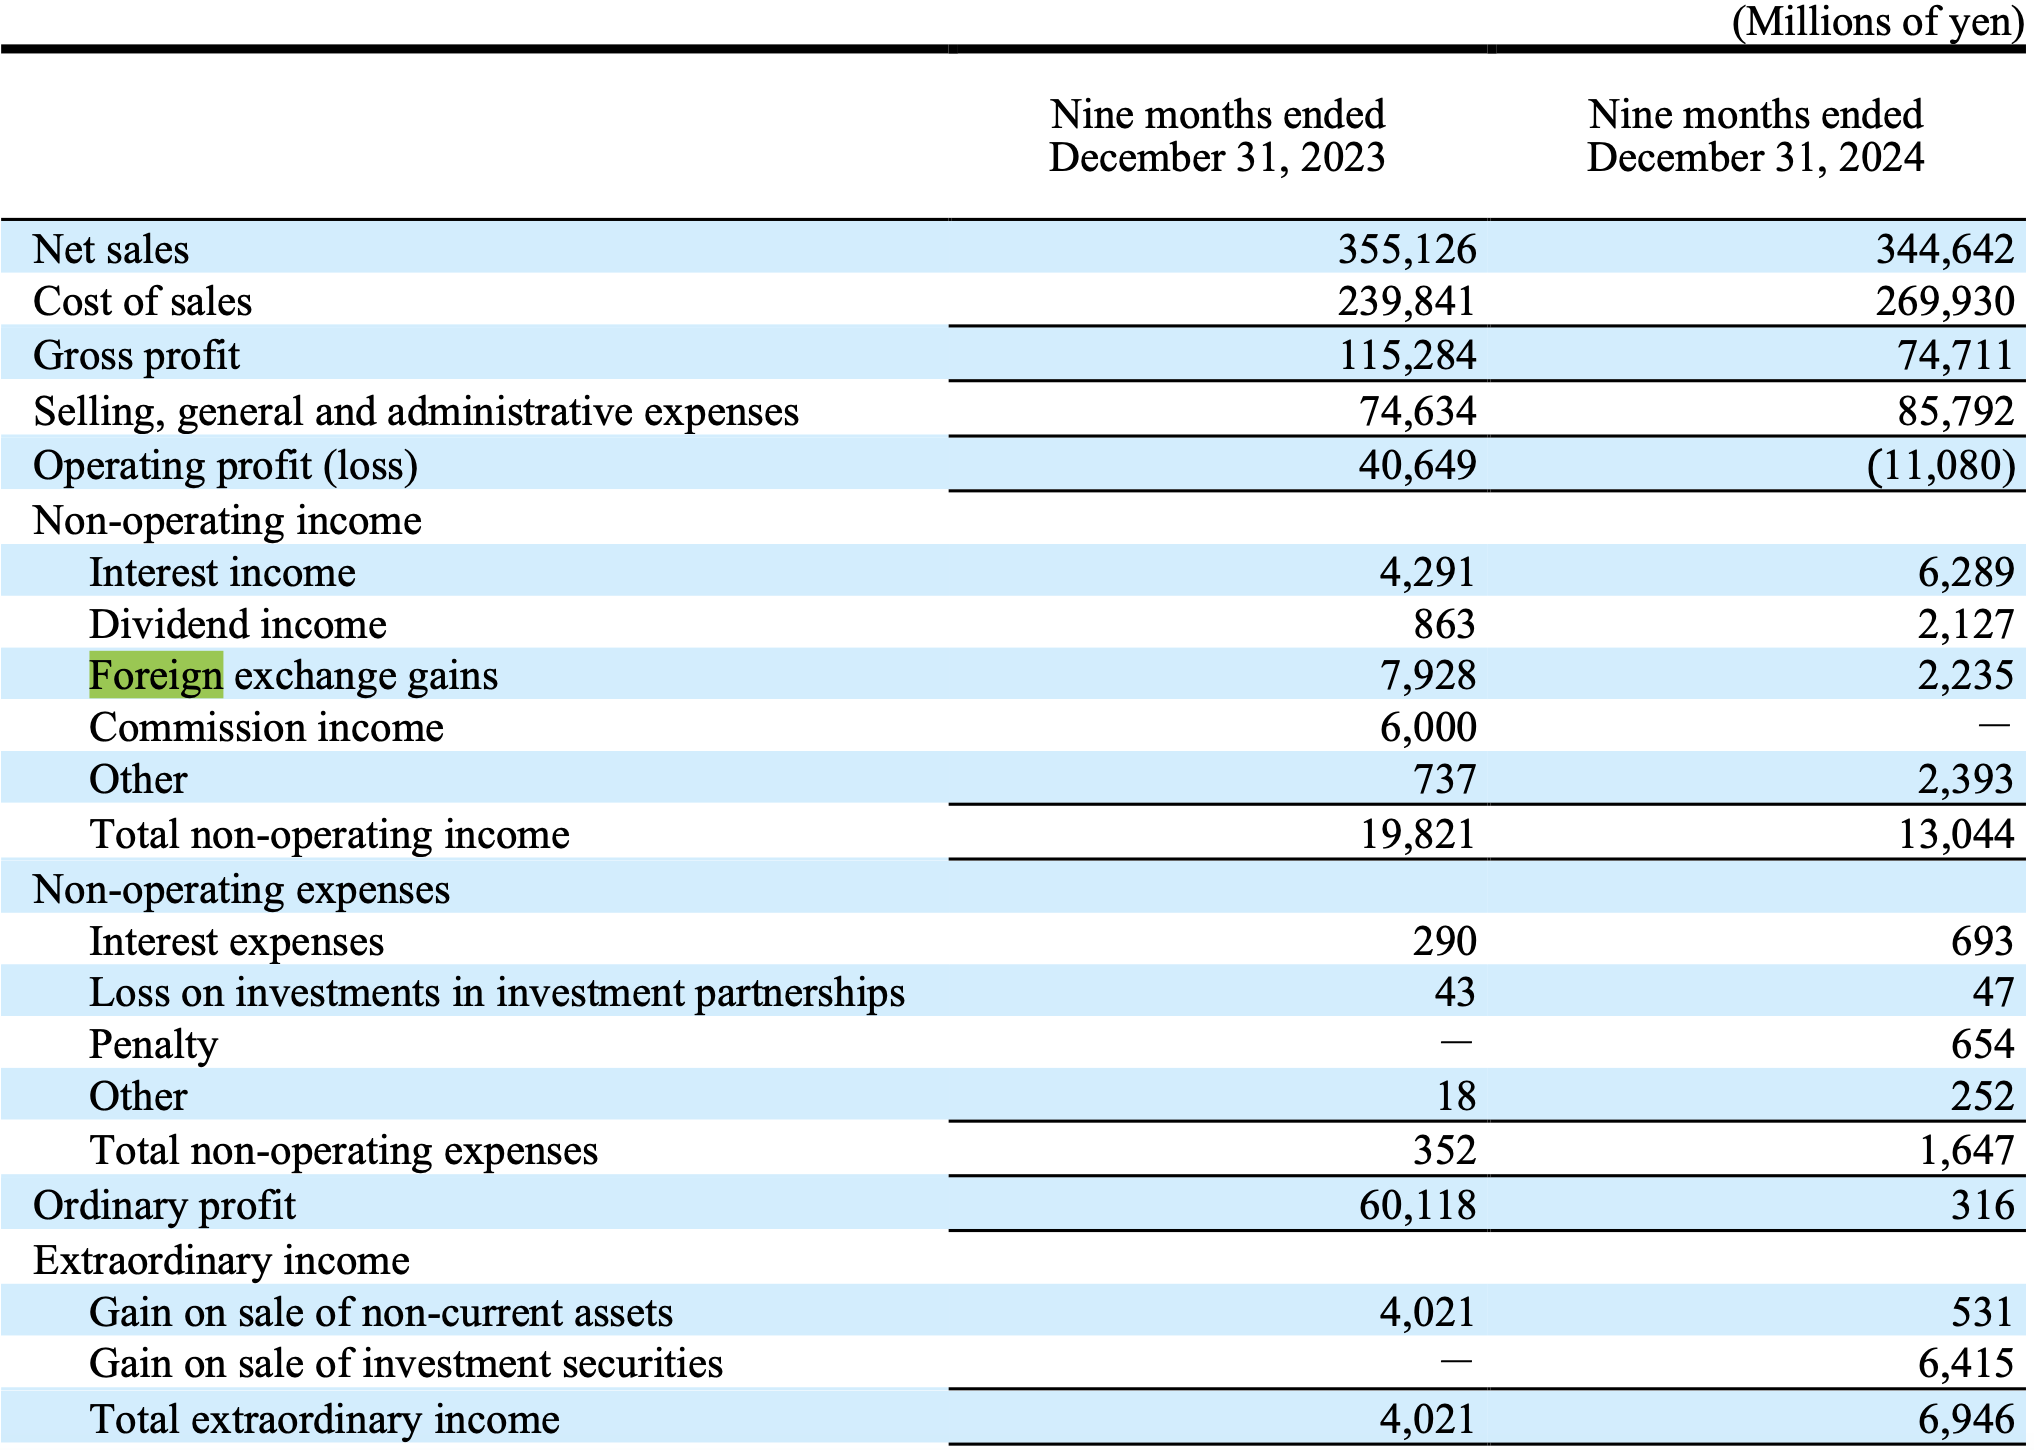 (Millions of yen)
Nine months ended December 31, 2023 Nine months ended December 31, 2024
Net sales 355,126 344,642
Cost of sales 239,841 269,930
Gross profit 115,284 74,711
Selling, general and administrative expenses 74,634 85,792
Operating profit (loss) 40,649 (11,080)
Non-operating income
Interest income 4,291 6,289
Dividend income 863 2,127
Foreign exchange gains 7,928 2,235
Commission income 6,000 —
Other 737 2,393
Total non-operating income 19,821 13,044
Non-operating expenses
Interest expenses 290 693
Loss on investments in investment partnerships 43 47
Penalty — 654
Other 18 252
Total non-operating expenses 352 1,647
Ordinary profit 60,118 316
Extraordinary income
Gain on sale of non-current assets 4,021 531
Gain on sale of investment securities — 6,415
Total extraordinary income 4,021 6,946